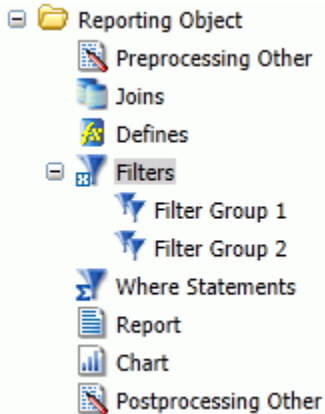 Reporting Object
Preprocessing Other
Joins
fx Defines
Filters
Filter Group 1
Filter Group 2
Σ Where Statements
Report
Chart
Postprocessing Other